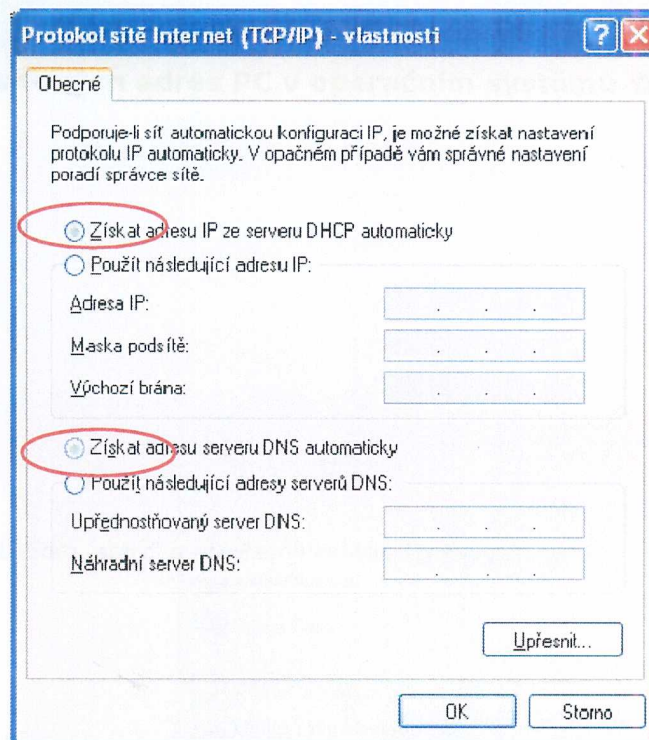 Protokol sítě Internet (TCP/IP) - vlastnosti
Obecné
Podporuje-li síť automatickou konfiguraci IP, je možné získat nastavení
protokolu IP automaticky. V opačném případě vám správné nastavení
poradí správce sítě.
Získat adresu IP ze serveru DHCP automaticky
Použít následující adresu IP:
Adresa IP:
Maska podsítě:
Výchozí brána:
Získat adresu serveru DNS automaticky
Použít následující adresy serverů DNS:
Upřednostňovaný server DNS:
Náhradní server DNS:
Upřesnit...
OK
Storno